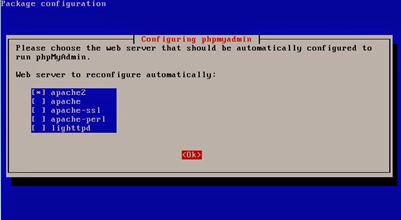 Package configuration
Configuring phpmyadmin
Please choose the web server that should be automatically configured to
run phpMyAdmin.
Web server to reconfigure automatically:
[*] apache2
[ ] apache
[ ] apache-ssl
[ ] apache-perl
[ ] lighttpd
<Ok>